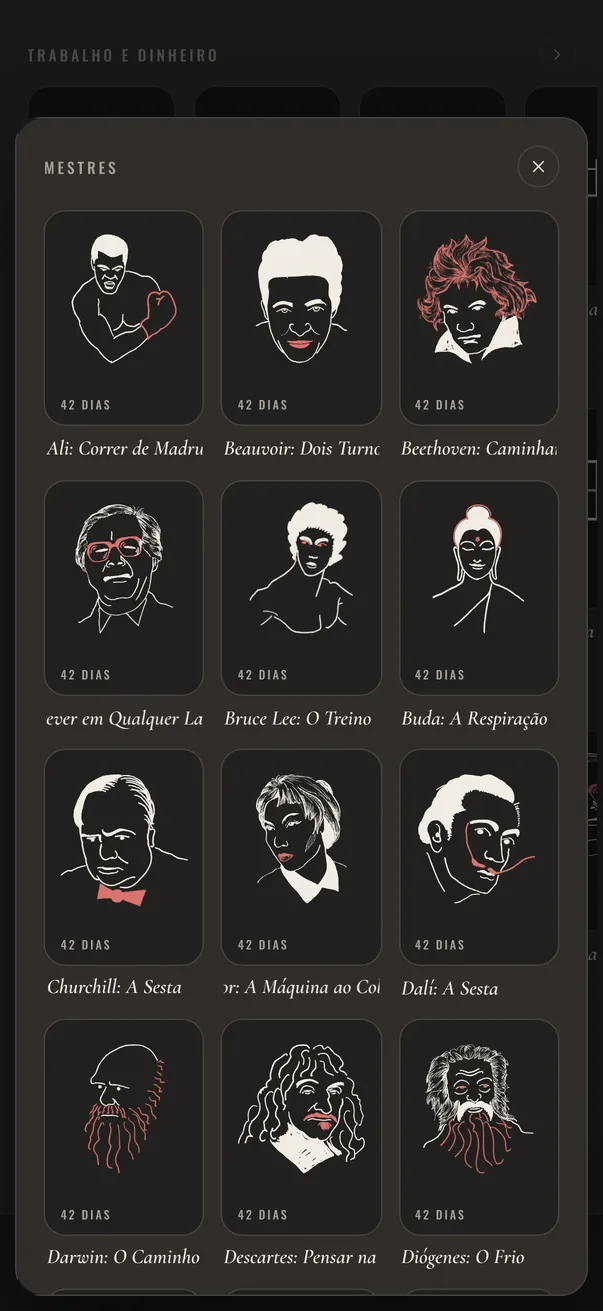 TRABALHO E DINHEIRO
MESTRES
42 DIAS
42 DIAS
42 DIAS
Ali: Correr de Madru
Beauvoir: Dois Turno
Beethoven: Caminhar
42 DIAS
42 DIAS
42 DIAS
ever em Qualquer La
Bruce Lee: O Treino
Buda: A Respiração
42 DIAS
42 DIAS
42 DIAS
Churchill: A Sesta
or: A Máquina ao Col
Dalí: A Sesta
42 DIAS
42 DIAS
42 DIAS
Darwin: O Caminho
Descartes: Pensar na
Diógenes: O Frio